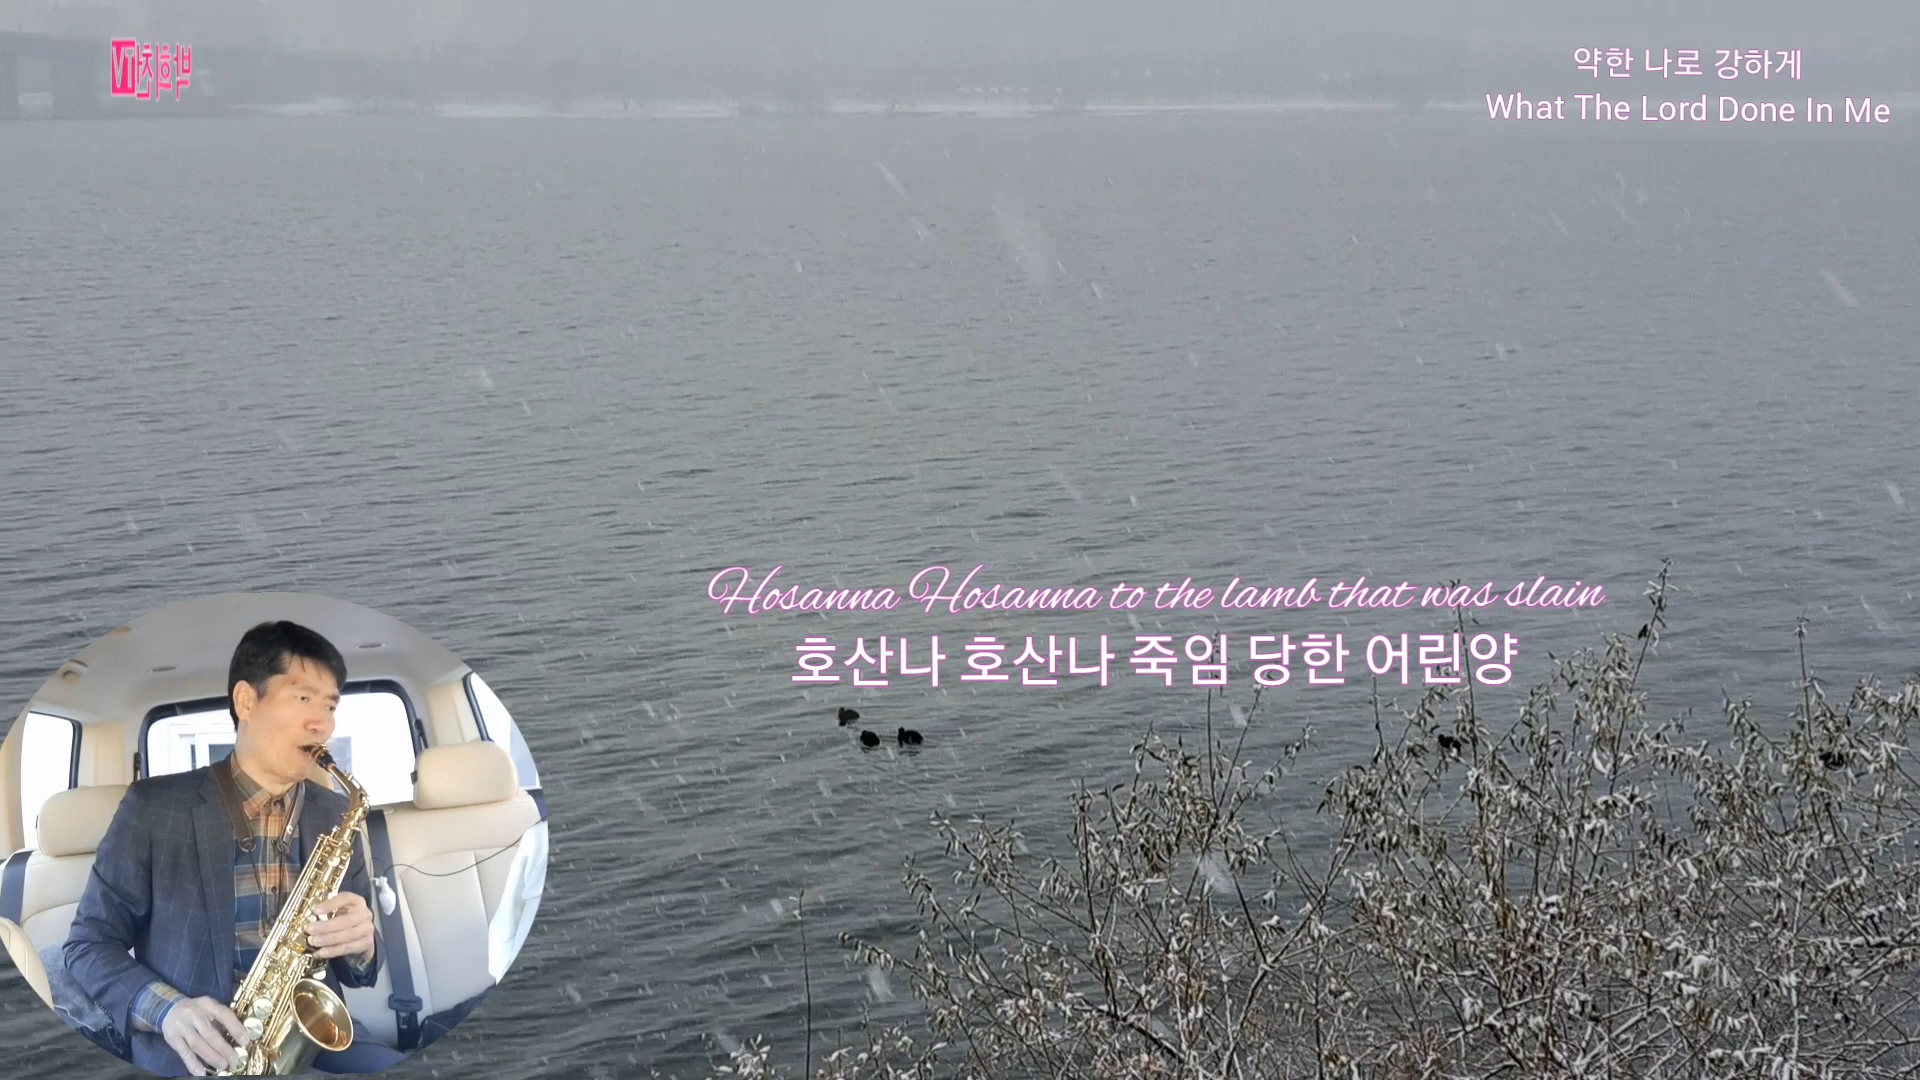 약한 나로 강하게
What The Lord Done In Me
Hosanna Hosanna to the lamb that was slain
호산나 호산나 죽임 당한 어린양